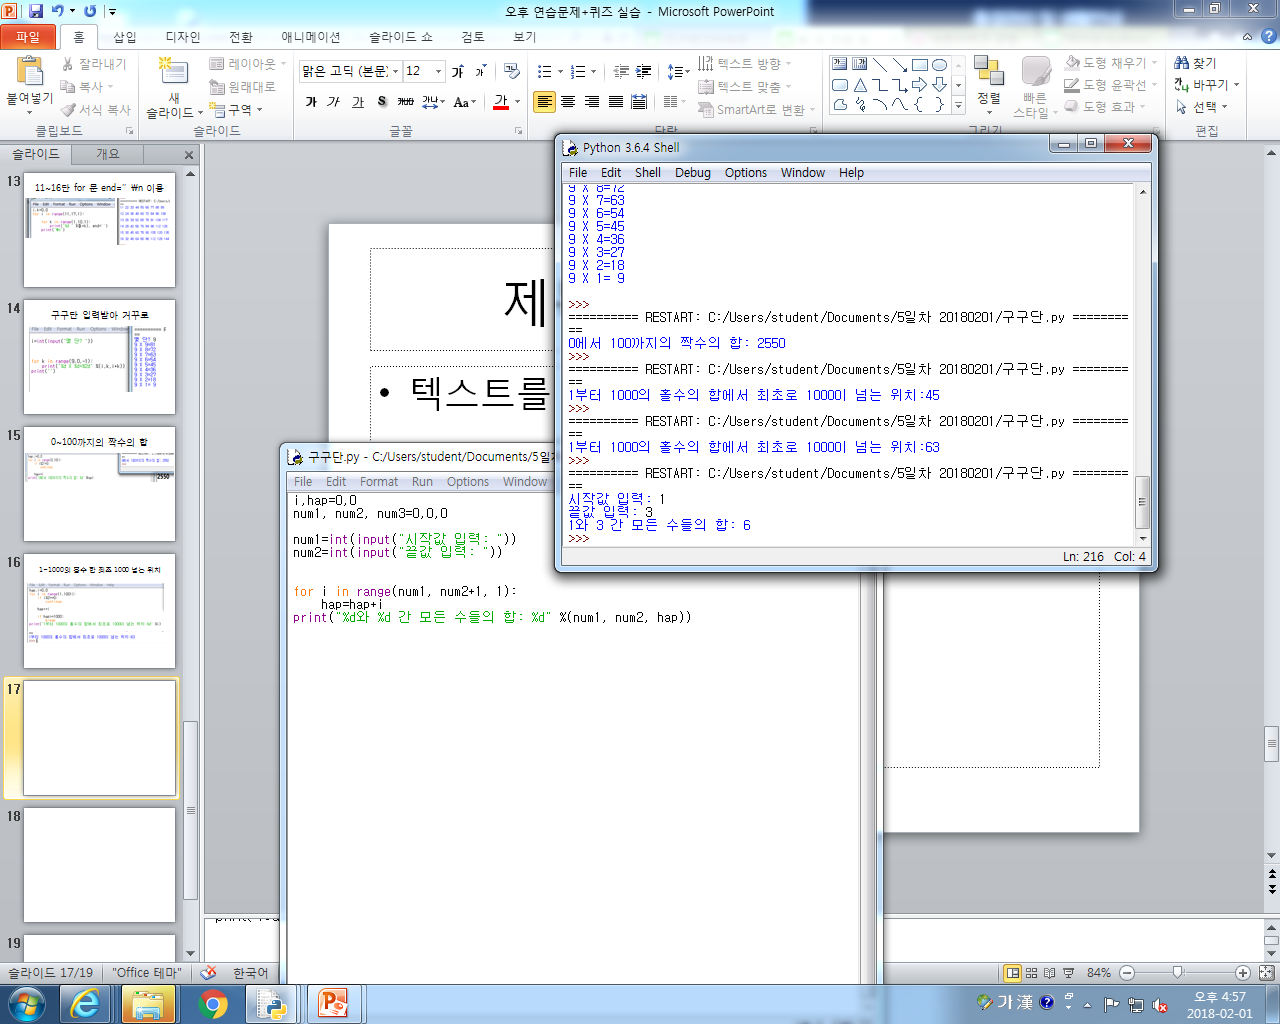 오후 연습문제+퀴즈 실습 - Microsoft PowerPoint
파일 홈 삽입 디자인 전환 애니메이션 슬라이드 쇼 검토 보기
붙여넣기
잘라내기
복사
서식 복사
클립보드
새 슬라이드
레이아웃
원래대로
구역
슬라이드
맑은 고딕 (본문) 12
가 가 가 S 가나 Aa 가
글꼴
텍스트 방향
텍스트 맞춤
SmartArt로 변환
단락
정렬
빠른 스타일
도형 채우기
도형 윤곽선
도형 효과
그리기
찾기
바꾸기
선택
편집
슬라이드 개요
13
11~16단 for 문 end=" ₩n 이용
14
구구단 입력받아 거꾸로
15
0~100까지의 짝수의 합
16
17
18
19
제
• 텍스트를
Python 3.6.4 Shell
File Edit Shell Debug Options Window Help
9 X 8=72
9 X 7=63
9 X 6=54
9 X 5=45
9 X 4=36
9 X 3=27
9 X 2=18
9 X 1= 9
>>>
========== RESTART: C:/Users/student/Documents/5일차 20180201/구구단.py ========
==
0에서 100까지의 짝수의 합: 2550
>>>
========== RESTART: C:/Users/student/Documents/5일차 20180201/구구단.py ========
==
1부터 1000의 홀수의 합에서 최초로 1000이 넘는 위치:45
>>>
========== RESTART: C:/Users/student/Documents/5일차 20180201/구구단.py ========
==
1부터 1000의 홀수의 합에서 최초로 1000이 넘는 위치:63
>>>
========== RESTART: C:/Users/student/Documents/5일차 20180201/구구단.py ========
==
시작값 입력: 1
끝값 입력: 3
1와 3 간 모든 수들의 합: 6
>>>
Ln: 216 Col: 4
구구단.py - C:/Users/student/Documents/5일
File Edit Format Run Options Window
i,hap=0,0
num1, num2, num3=0,0,0
num1=int(input("시작값 입력: "))
num2=int(input("끝값 입력: "))
for i in range(num1, num2+1, 1):
    hap=hap+i
print("%d와 %d 간 모든 수들의 합: %d" %(num1, num2, hap))
슬라이드 17/19 "Office 테마" 한국어 84%
가 漢
오후 4:57
2018-02-01